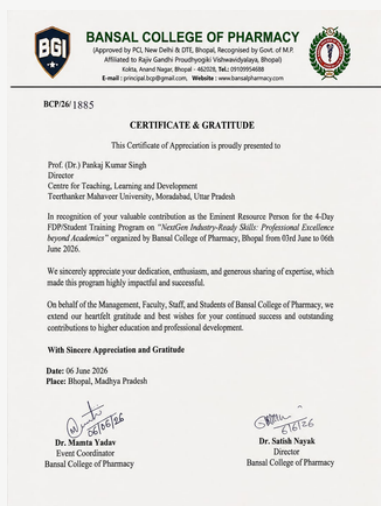 BGI
BANSAL COLLEGE OF PHARMACY
(Approved by PCI, New Delhi & DTE, Bhopal, Recognised by Govt. of M.P.
Affiliated to Rajiv Gandhi Proudhyogiki Vishwavidyalaya, Bhopal)
Kokta, Anand Nagar, Bhopal - 462028, Tel.: 09109954688
E-mail : principal.bcp@gmail.com, Website : www.bansalpharmacy.com
BCP/26/1885
CERTIFICATE & GRATITUDE
This Certificate of Appreciation is proudly presented to
Prof. (Dr.) Pankaj Kumar Singh
Director
Centre for Teaching, Learning and Development
Teerthanker Mahaveer University, Moradabad, Uttar Pradesh
In recognition of your valuable contribution as the Eminent Resource Person for the 4-Day
FDP/Student Training Program on "NextGen Industry-Ready Skills: Professional Excellence
beyond Academics" organized by Bansal College of Pharmacy, Bhopal from 03rd June to 06th
June 2026.
We sincerely appreciate your dedication, enthusiasm, and generous sharing of expertise, which
made this program highly impactful and successful.
On behalf of the Management, Faculty, Staff, and Students of Bansal College of Pharmacy, we
extend our heartfelt gratitude and best wishes for your continued success and outstanding
contributions to higher education and professional development.
With Sincere Appreciation and Gratitude
Date: 06 June 2026
Place: Bhopal, Madhya Pradesh
06/06/26
6/6/26
Dr. Mamta Yadav
Event Coordinator
Bansal College of Pharmacy
Dr. Satish Nayak
Director
Bansal College of Pharmacy